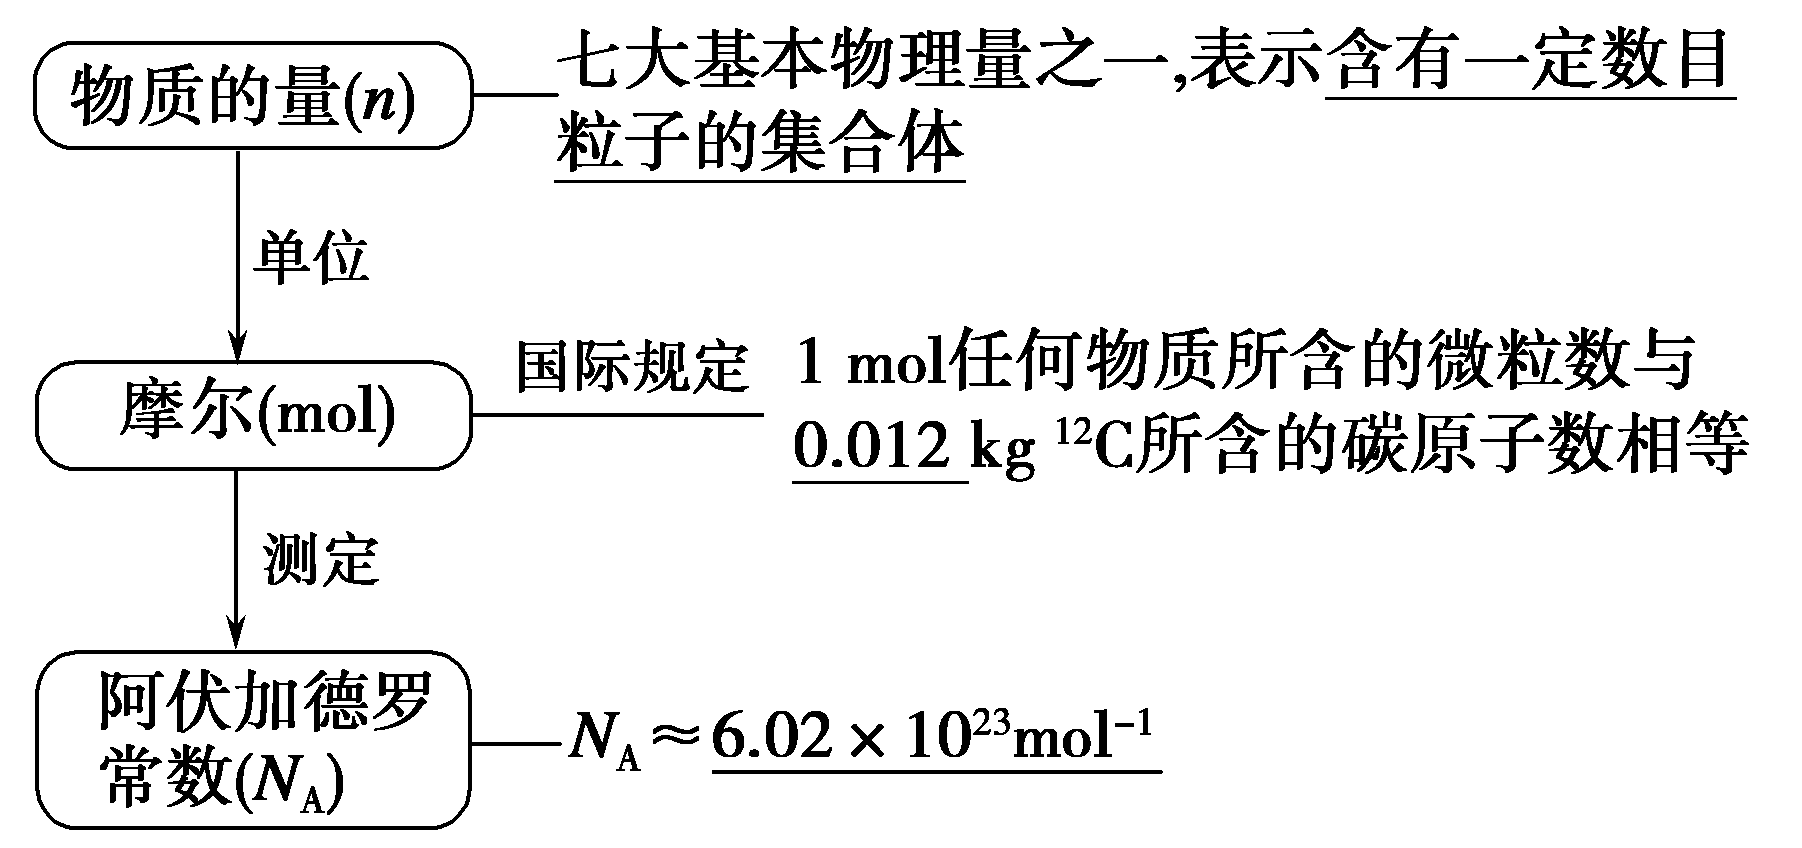 物质的量(n)
七大基本物理量之一,表示含有一定数目
粒子的集合体
单位
摩尔(mol)
国际规定
1 mol任何物质所含的微粒数与
0.012 kg ¹²C所含的碳原子数相等
测定
阿伏加德罗
常数(N_A)
N_A≈6.02×10²³mol⁻¹